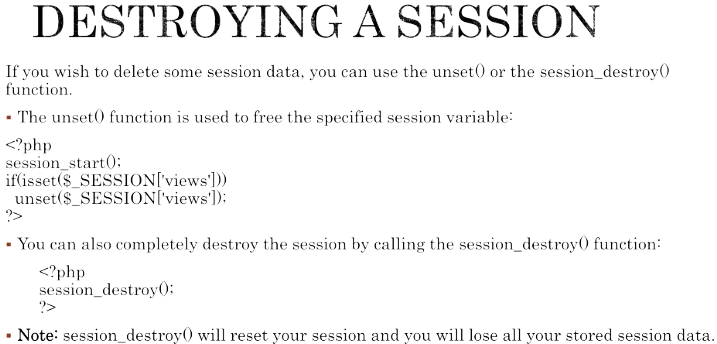 DESTROYING A SESSION
If you wish to delete some session data, you can use the unset() or the session_destroy()
function.
▪ The unset() function is used to free the specified session variable:
<?php
session_start();
if(isset($_SESSION['views']))
  unset($_SESSION['views']);
?>
▪ You can also completely destroy the session by calling the session_destroy() function:
<?php
session_destroy();
?>
▪ Note: session_destroy() will reset your session and you will lose all your stored session data.